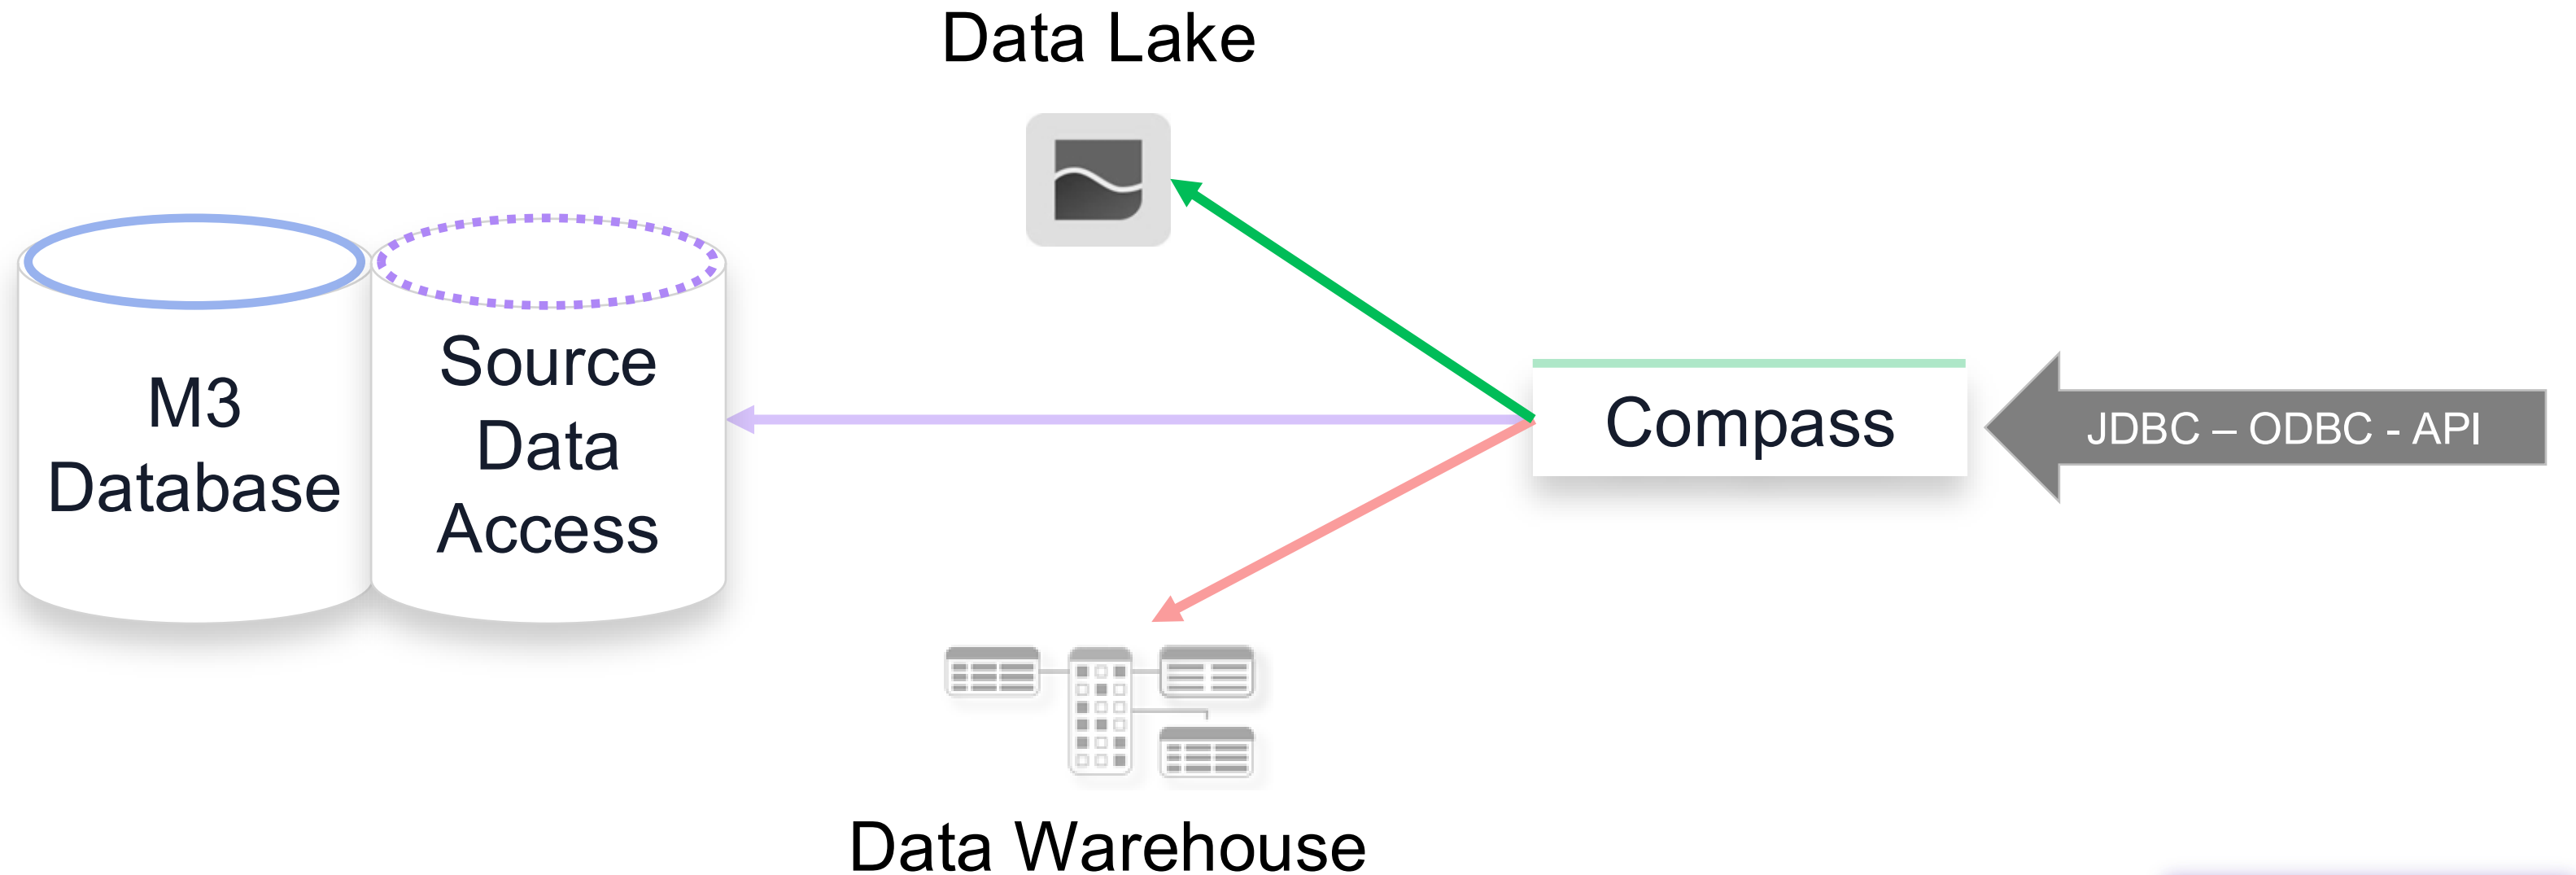 Data Lake
M3
Database
Source
Data
Access
Compass
JDBC – ODBC - API
Data Warehouse